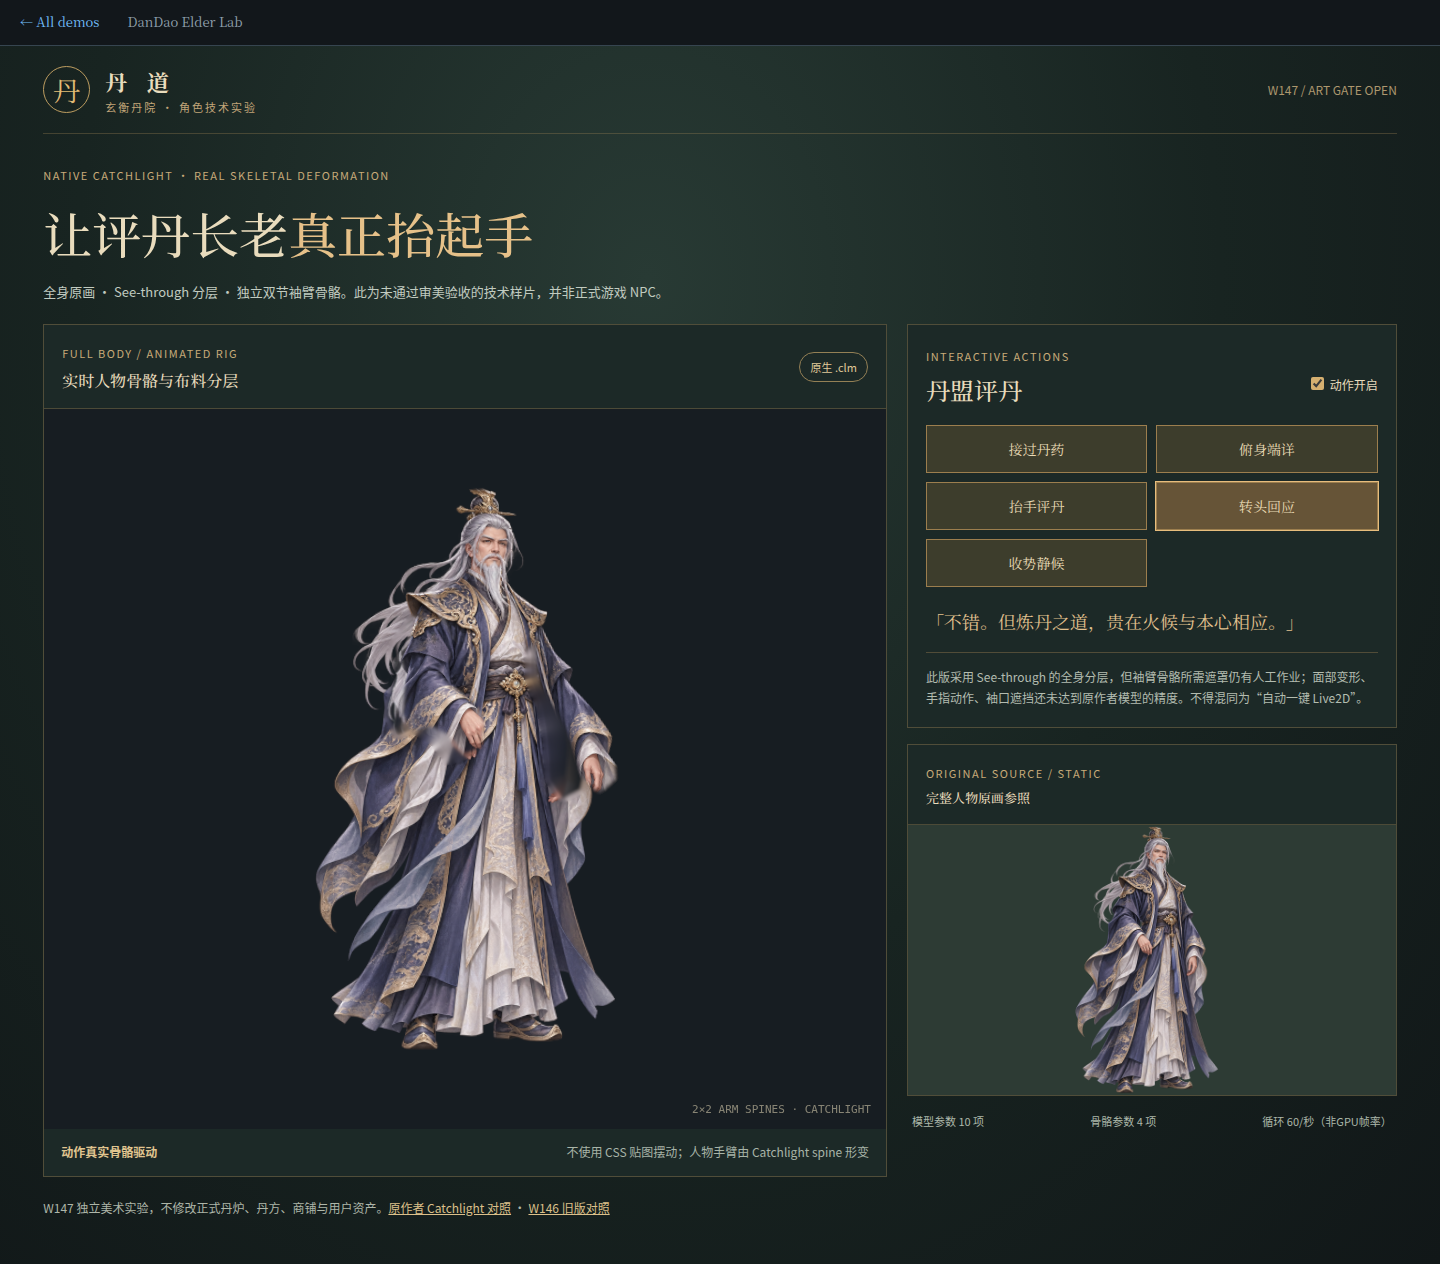 ← All demos DanDao Elder Lab
丹 丹 道
玄衡丹院 · 角色技术实验
W147 / ART GATE OPEN
NATIVE CATCHLIGHT · REAL SKELETAL DEFORMATION
让评丹长老真正抬起手
全身原画 · See-through 分层 · 独立双节袖臂骨骼。此为未通过审美验收的技术样片，并非正式游戏 NPC。
FULL BODY / ANIMATED RIG
实时人物骨骼与布料分层
原生 .clm
2×2 ARM SPINES · CATCHLIGHT
动作真实骨骼驱动
不使用 CSS 贴图摆动；人物手臂由 Catchlight spine 形变
INTERACTIVE ACTIONS
丹盟评丹
动作开启
接过丹药
俯身端详
抬手评丹
转头回应
收势静候
「不错。但炼丹之道，贵在火候与本心相应。」
此版采用 See-through 的全身分层，但袖臂骨骼所需遮罩仍有人工作业；面部变形、
手指动作、袖口遮挡还未达到原作者模型的精度。不得混同为“自动一键 Live2D”。
ORIGINAL SOURCE / STATIC
完整人物原画参照
模型参数 10 项
骨骼参数 4 项
循环 60/秒（非GPU帧率）
W147 独立美术实验，不修改正式丹炉、丹方、商铺与用户资产。原作者 Catchlight 对照 · W146 旧版对照